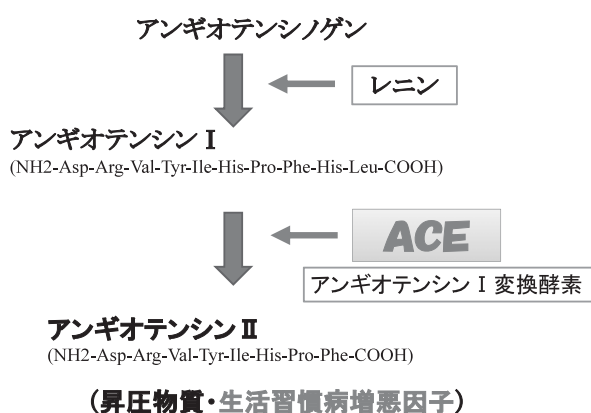 アンギオテンシノゲン
レニン
アンギオテンシンⅠ
(NH2-Asp-Arg-Val-Tyr-Ile-His-Pro-Phe-His-Leu-COOH)
ACE
アンギオテンシンⅠ変換酵素
アンギオテンシンⅡ
(NH2-Asp-Arg-Val-Tyr-Ile-His-Pro-Phe-COOH)
(昇圧物質・生活習慣病増悪因子)